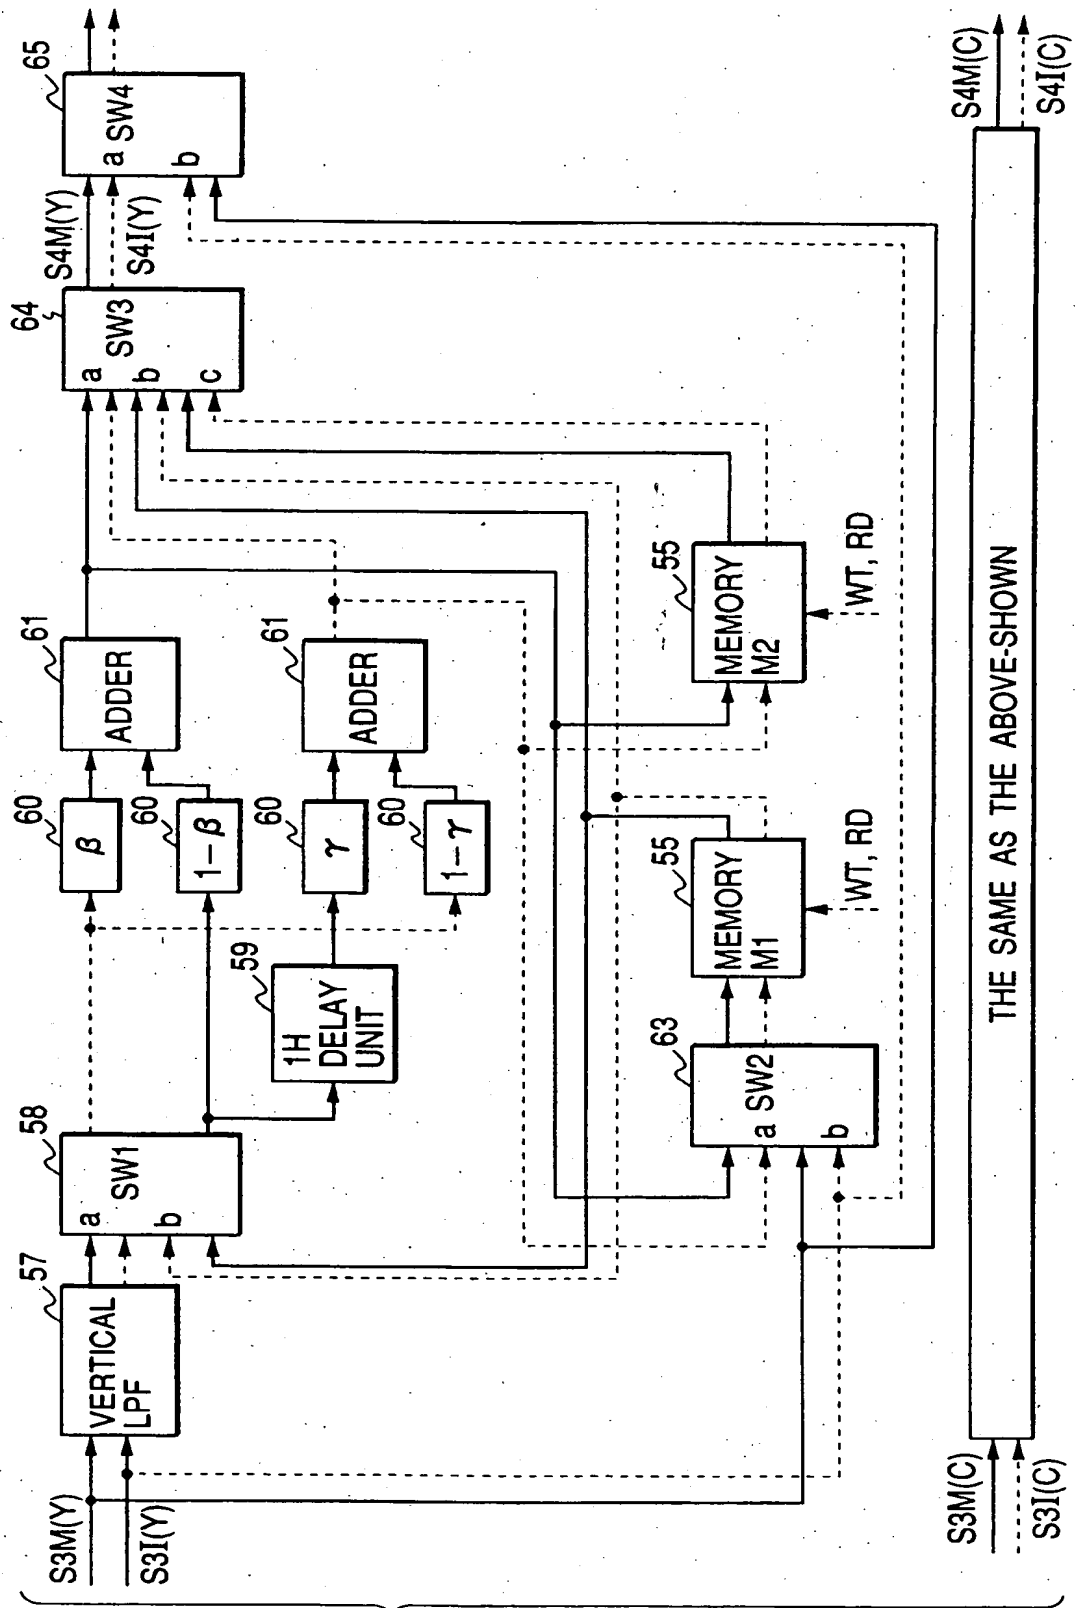 S3M(Y)
S3I(Y)
57
VERTICAL
LPF
58
a
SW1
b
59
1H
DELAY
UNIT
60
β
60
1-β
60
γ
60
1-γ
61
ADDER
61
ADDER
64
a
SW3
b
c
S4M(Y)
S4I(Y)
65
SW4
a
b
63
SW2
a
b
55
MEMORY
M1
WT, RD
55
MEMORY
M2
WT, RD
S3M(C)
S3I(C)
THE SAME AS THE ABOVE-SHOWN
S4M(C)
S4I(C)